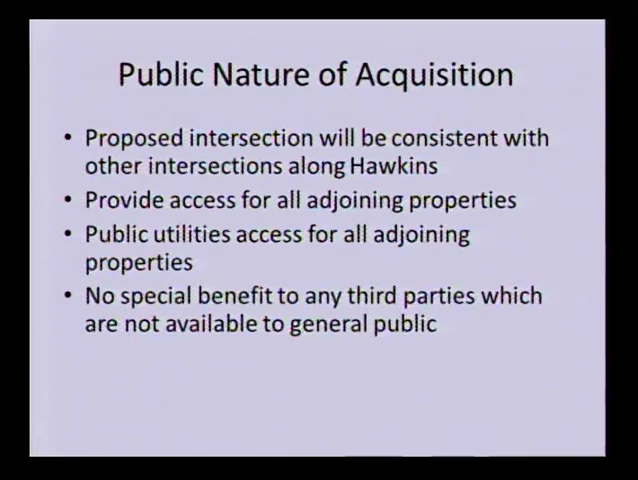 Public Nature of Acquisition
• Proposed intersection will be consistent with
other intersections along Hawkins
• Provide access for all adjoining properties
• Public utilities access for all adjoining
properties
• No special benefit to any third parties which
are not available to general public